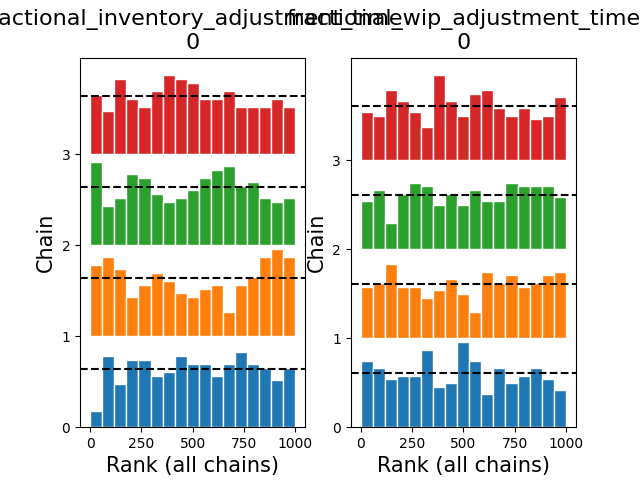 actional_inventory_adjustment_time fractional_wip_adjustment_time
0 0
Chain
3
2
1
0
0 250 500 750 1000
Rank (all chains)
Chain
3
2
1
0
0 250 500 750 1000
Rank (all chains)